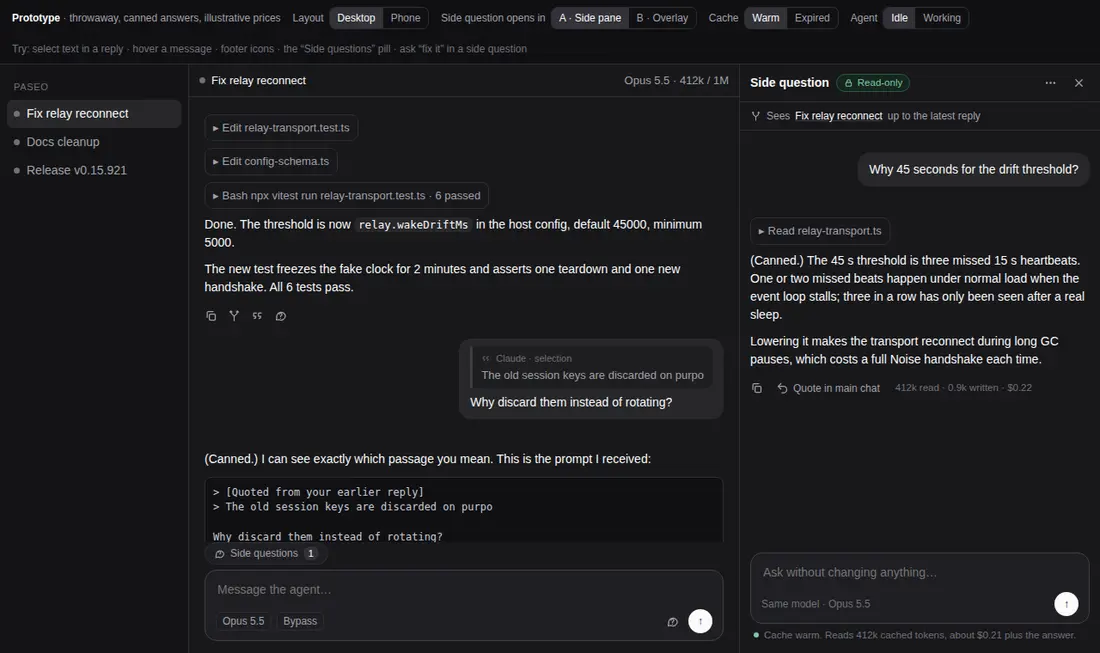 Prototype · throwaway, canned answers, illustrative prices Layout Desktop Phone Side question opens in A · Side pane B · Overlay Cache Warm Expired Agent Idle Working
Try: select text in a reply · hover a message · footer icons · the “Side questions” pill · ask “fix it” in a side question
PASEO
Fix relay reconnect
Docs cleanup
Release v0.15.921
Fix relay reconnect Opus 5.5 · 412k / 1M
▸ Edit relay-transport.test.ts
▸ Edit config-schema.ts
▸ Bash npx vitest run relay-transport.test.ts · 6 passed
Done. The threshold is now relay.wakeDriftMs in the host config, default 45000, minimum
5000.
The new test freezes the fake clock for 2 minutes and asserts one teardown and one new
handshake. All 6 tests pass.
Claude · selection
The old session keys are discarded on purpo
Why discard them instead of rotating?
(Canned.) I can see exactly which passage you mean. This is the prompt I received:
> [Quoted from your earlier reply]
> The old session keys are discarded on purpo
Why discard them instead of rotating?
Side questions 1
Message the agent…
Opus 5.5 Bypass
Side question Read-only
Sees Fix relay reconnect up to the latest reply
Why 45 seconds for the drift threshold?
▸ Read relay-transport.ts
(Canned.) The 45 s threshold is three missed 15 s heartbeats.
One or two missed beats happen under normal load when the
event loop stalls; three in a row has only been seen after a real
sleep.
Lowering it makes the transport reconnect during long GC
pauses, which costs a full Noise handshake each time.
Quote in main chat 412k read · 0.9k written · $0.22
Ask without changing anything…
Same model · Opus 5.5
Cache warm. Reads 412k cached tokens, about $0.21 plus the answer.